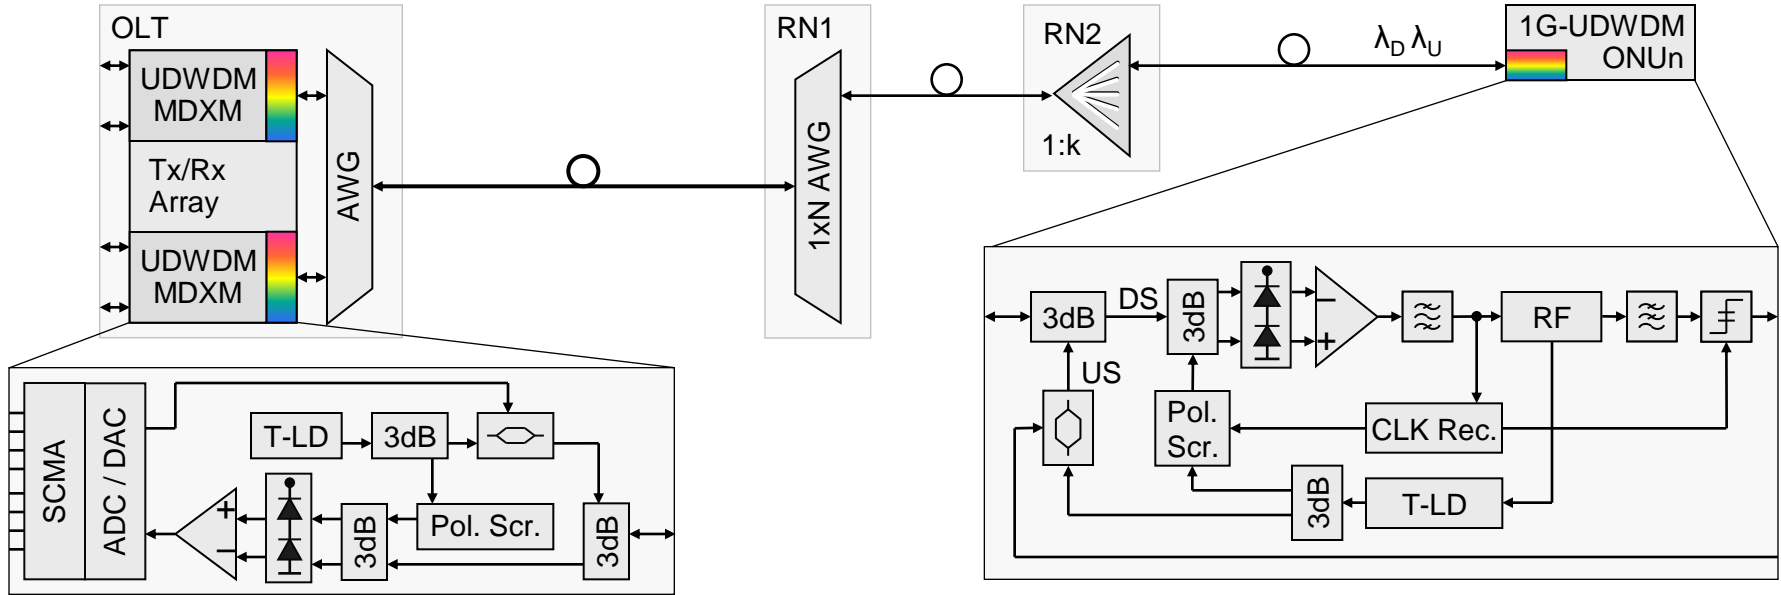 OLT
UDWDM
MDXM
Tx/Rx
Array
UDWDM
MDXM
AWG
RN1
1xN AWG
RN2
1:k
λD λU
1G-UDWDM
ONUn
SCMA
ADC / DAC
T-LD
3dB
Pol. Scr.
3dB
3dB
+
−
3dB
DS
3dB
−
+
RF
US
Pol.
Scr.
CLK Rec.
3dB
T-LD